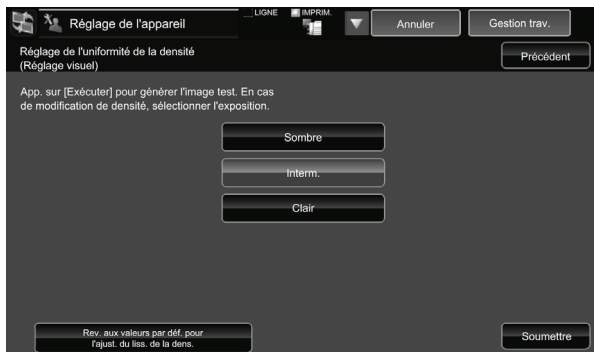 LIGNE
IMPRIM.
Réglage de l'appareil
Annuler
Gestion trav.
Réglage de l'uniformité de la densité
(Réglage visuel)
Précédent
App. sur [Exécuter] pour générer l'image test. En cas
de modification de densité, sélectionner l'exposition.
Sombre
Interm.
Clair
Rev. aux valeurs par déf. pour
l'ajust. du liss. de la dens.
Soumettre